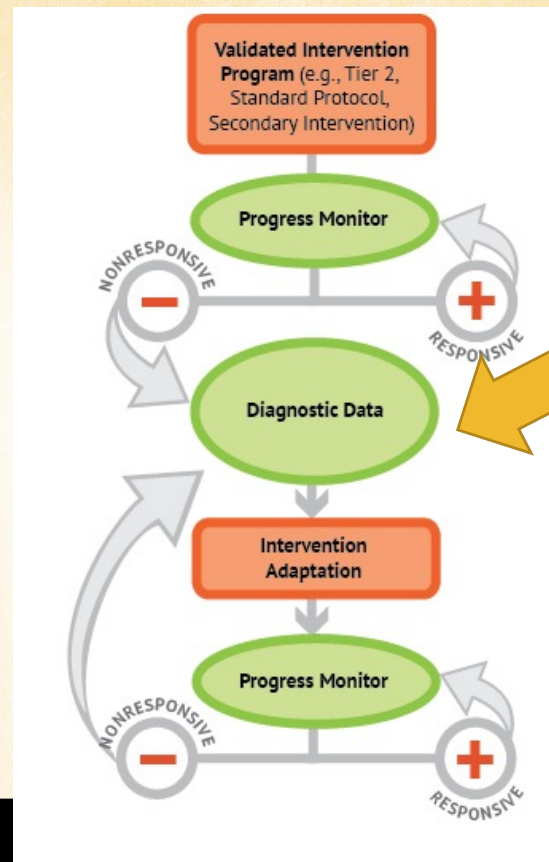 Validated Intervention
Program (e.g., Tier 2,
Standard Protocol,
Secondary Intervention)
Progress Monitor
NONRESPONSIVE
–
+
RESPONSIVE
Diagnostic Data
Intervention
Adaptation
Progress Monitor
NONRESPONSIVE
–
+
RESPONSIVE